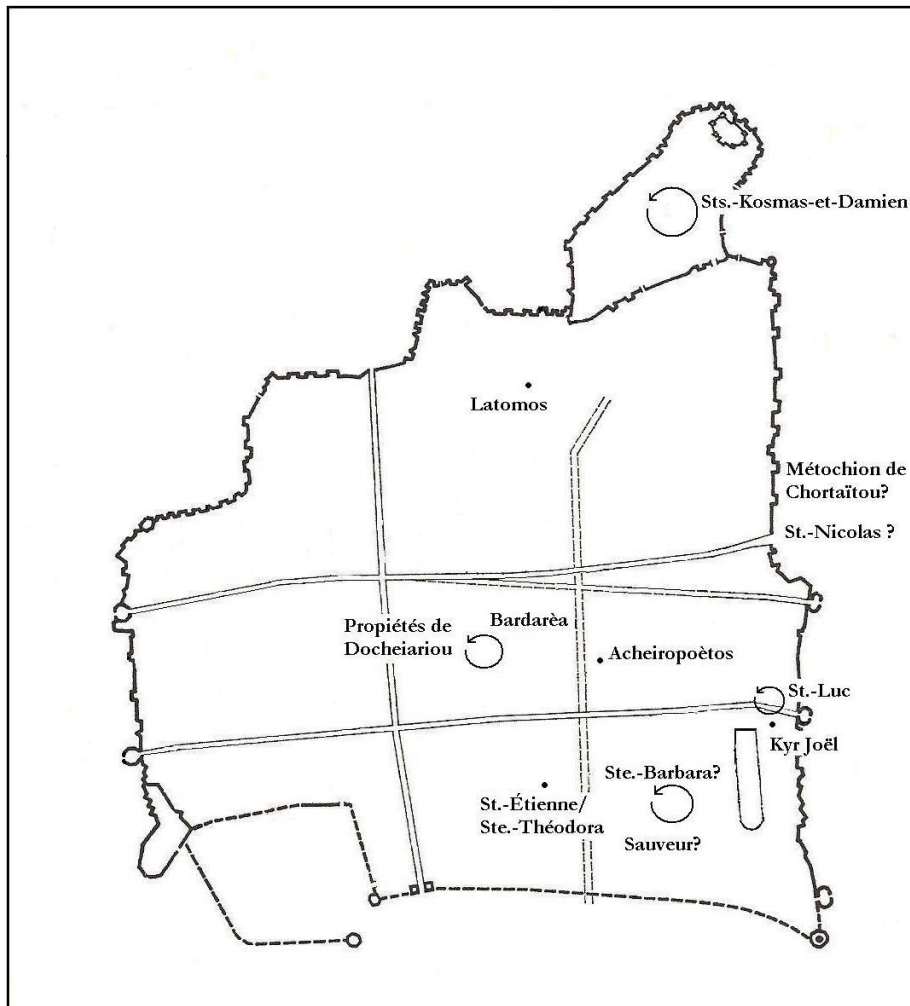 Sts.-Kosmas-et-Damien
Latomos
Métochion de
Chortaïtou?
St.-Nicolas ?
Bardarèa
Propiétés de
Docheiariou
Acheiropoètos
St.-Luc
Kyr Joël
Ste.-Barbara?
St.-Étienne/
Ste.-Théodora
Sauveur?